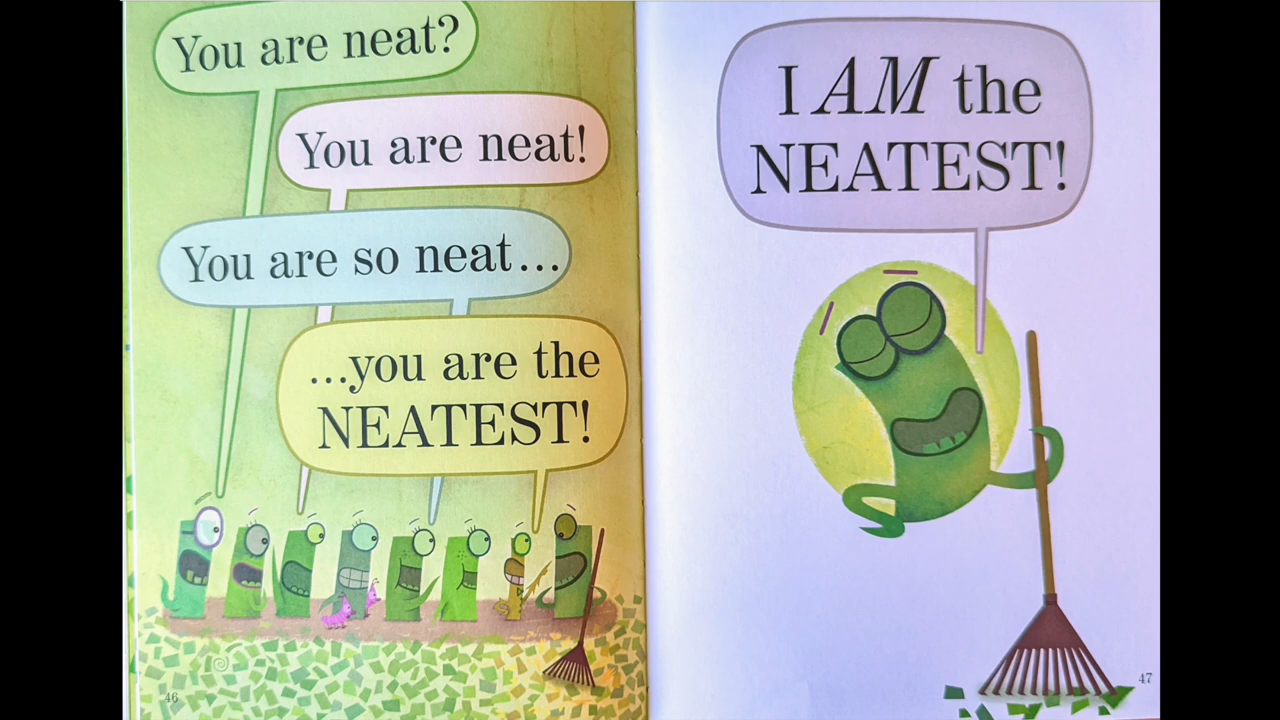 You are neat?
You are neat!
You are so neat...
...you are the
NEATEST!
46
I AM the
NEATEST!
47